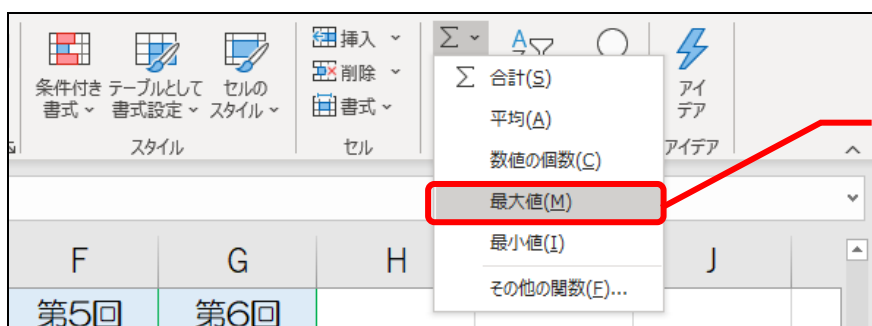 条件付き
書式
テーブルとして
書式設定
セルの
スタイル
スタイル
挿入
削除
書式
セル
Σ
Σ 合計(S)
平均(A)
数値の個数(C)
最大値(M)
最小値(I)
その他の関数(F)...
アイ
デア
アイデア
F G H J
第5回 第6回